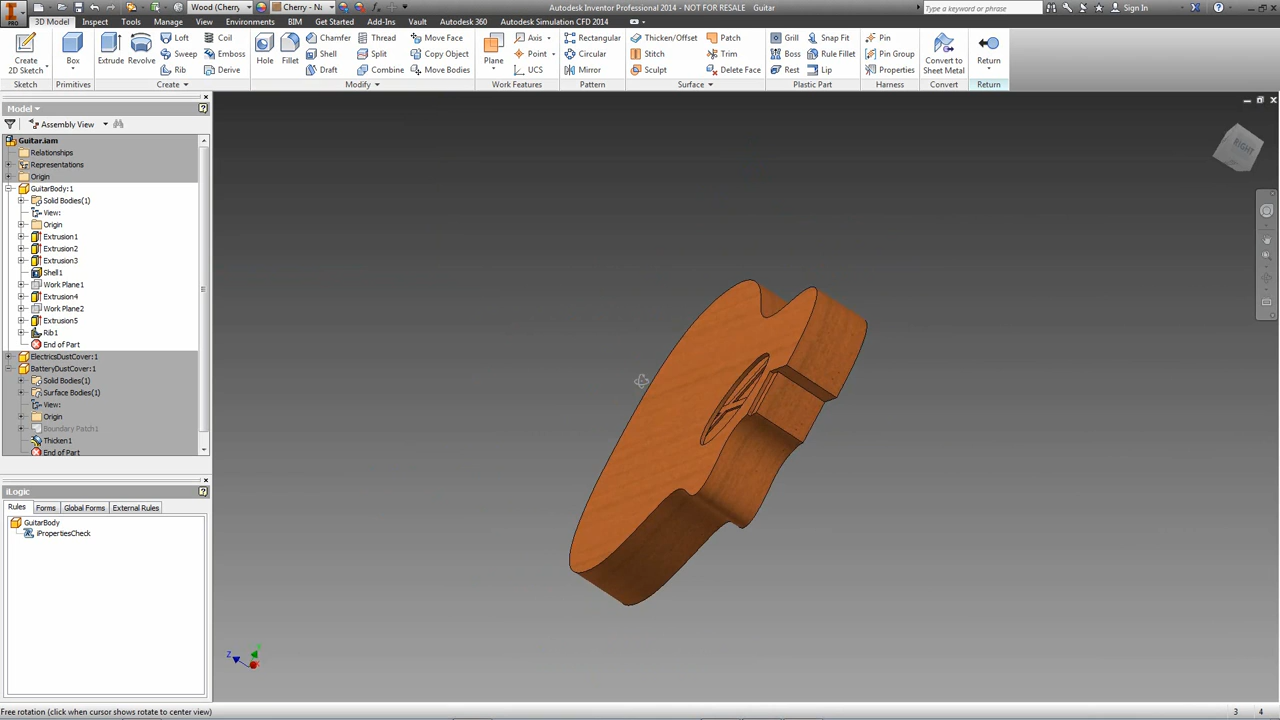 Wood (Cherry Cherry - Na Autodesk Inventor Professional 2014 - NOT FOR RESALE Guitar Type a keyword or phrase Sign In
PRO 3D Model Inspect Tools Manage View Environments BIM Get Started Add-Ins Vault Autodesk 360 Autodesk Simulation CFD 2014
Create 2D Sketch Box Extrude Revolve Loft Coil Hole Fillet Chamfer Thread Move Face Plane Axis Rectangular Thicken/Offset Patch Grill Snap Fit Pin Convert to Sheet Metal Return
Sweep Emboss Shell Split Copy Object Point Circular Stitch Trim Boss Rule Fillet Pin Group
Rib Derive Draft Combine Move Bodies UCS Mirror Sculpt Delete Face Rest Lip Properties
Sketch Primitives Create Modify Work Features Pattern Surface Plastic Part Harness Convert Return
Model
Assembly View
Guitar.iam
Relationships
Representations
Origin
GuitarBody:1
Solid Bodies(1)
View:
Origin
Extrusion1
Extrusion2
Extrusion3
Shell1
Work Plane1
Extrusion4
Work Plane2
Extrusion5
Rib1
End of Part
ElectricsDustCover:1
BatteryDustCover:1
Solid Bodies(1)
Surface Bodies(1)
View:
Origin
Boundary Patch1
Thicken1
End of Part
iLogic
Rules Forms Global Forms External Rules
GuitarBody
iPropertiesCheck
RIGHT
Z
Free rotation (click when cursor shows rotate to center view) 3 4